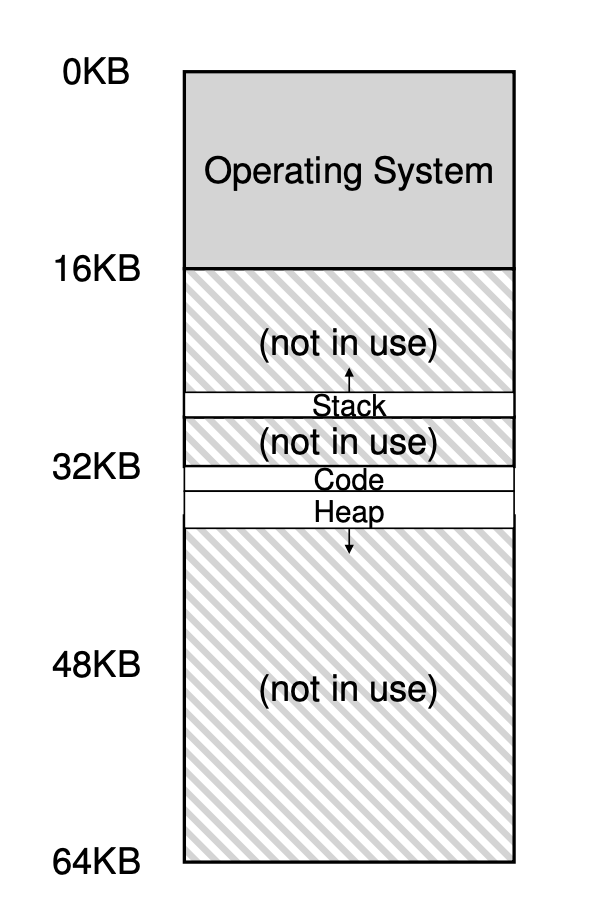 0KB
Operating System
16KB
(not in use)
Stack
(not in use)
32KB
Code
Heap
48KB
(not in use)
64KB